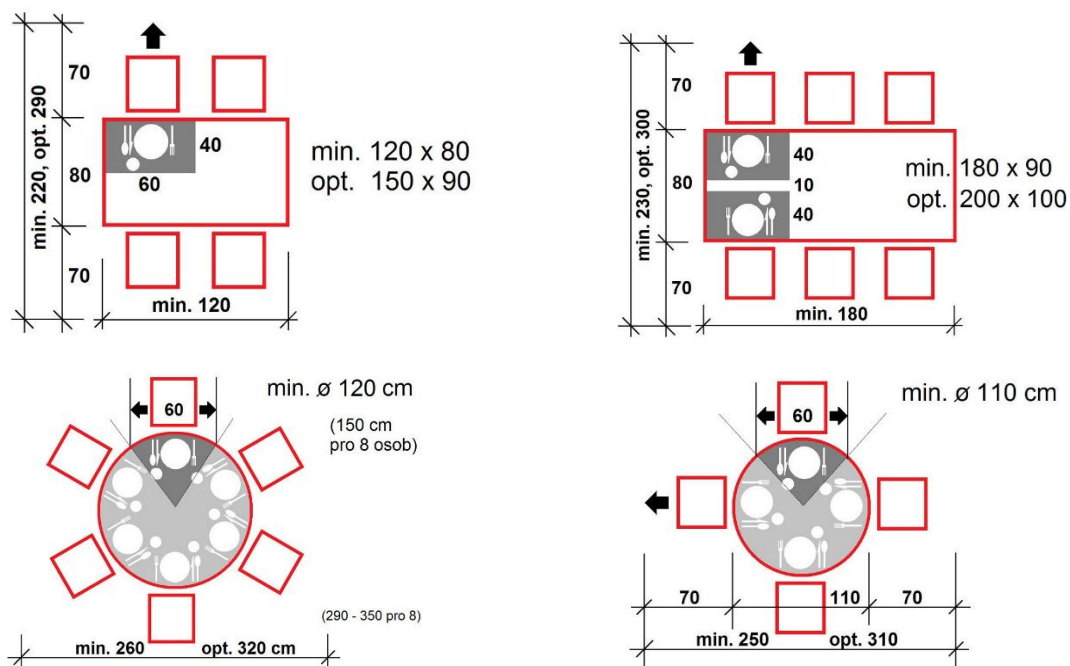 min. 220, opt. 290
70
80
70
40
60
min. 120 x 80
opt. 150 x 90
min. 120
min. 230, opt. 300
70
80
70
40
10
40
min. 180 x 90
opt. 200 x 100
min. 180
60
min. ø 120 cm
(150 cm
pro 8 osob)
(290 - 350 pro 8)
min. 260 opt. 320 cm
60
min. ø 110 cm
70 110 70
min. 250 opt. 310